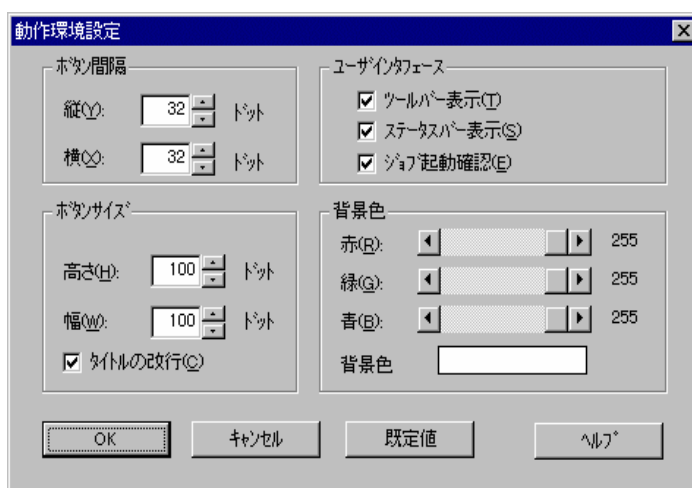 動作環境設定
ﾎﾞﾀﾝ間隔
縦(Y): 32 ﾄﾞｯﾄ
横(X): 32 ﾄﾞｯﾄ
ﾕｰｻﾞｲﾝﾀﾌｪｰｽ
ﾂｰﾙﾊﾞｰ表示(T)
ｽﾃｰﾀｽﾊﾞｰ表示(S)
ｼﾞｮﾌﾞ起動確認(E)
ﾎﾞﾀﾝｻｲｽﾞ
高さ(H): 100 ﾄﾞｯﾄ
幅(W): 100 ﾄﾞｯﾄ
ﾀｲﾄﾙの改行(C)
背景色
赤(R): 255
緑(G): 255
青(B): 255
背景色
OK
ｷｬﾝｾﾙ
既定値
ﾍﾙﾌﾟ